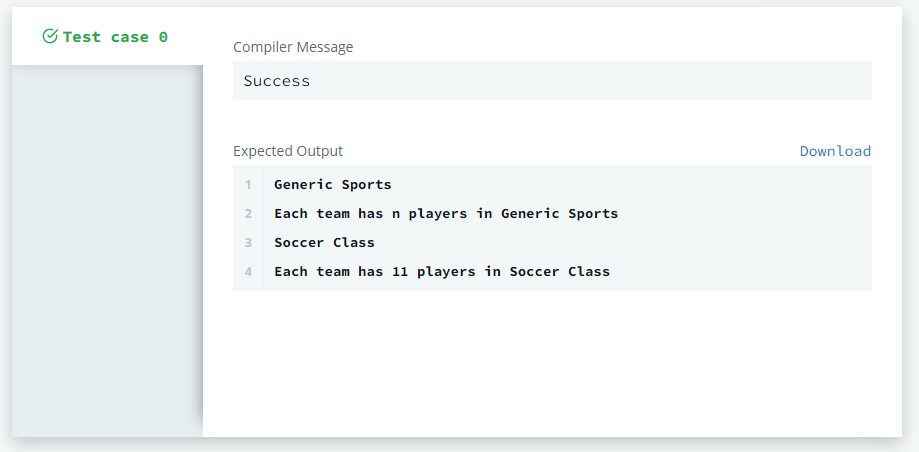 Test case 0
Compiler Message
Success
Expected Output
Download
1 Generic Sports
2 Each team has n players in Generic Sports
3 Soccer Class
4 Each team has 11 players in Soccer Class